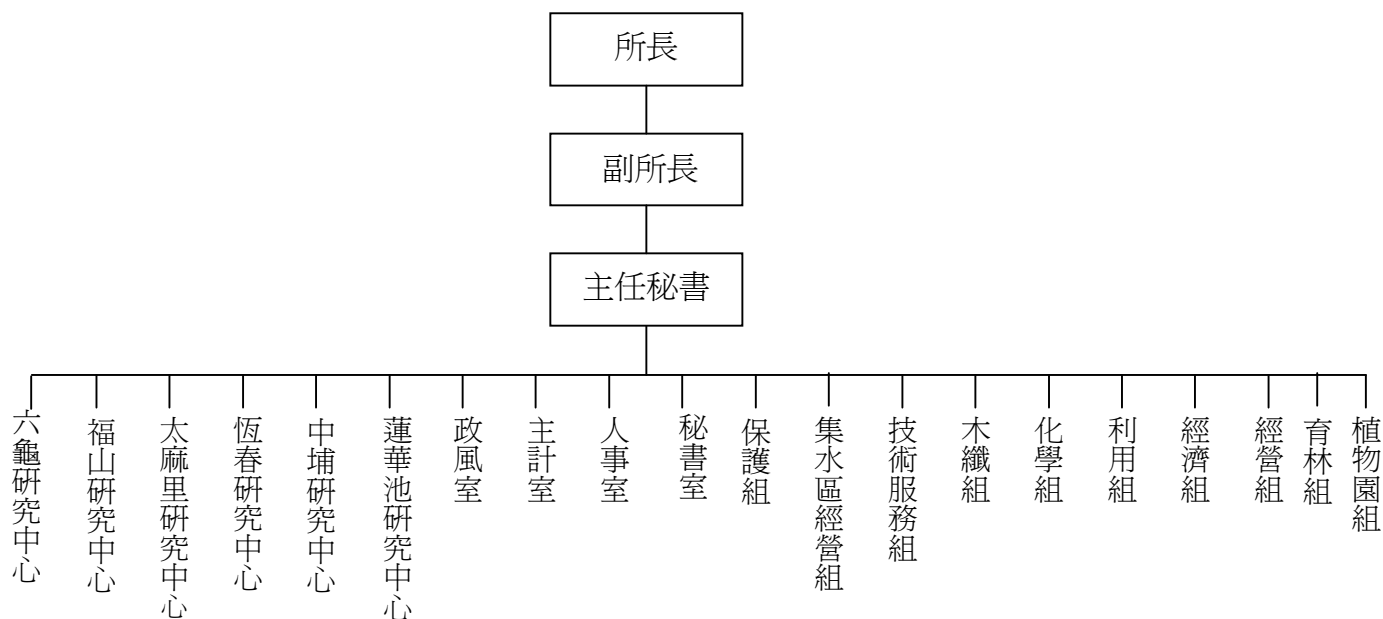 所長
副所長
主任秘書
六龜研究中心
福山研究中心
太麻里研究中心
恆春研究中心
中埔研究中心
蓮華池研究中心
政風室
主計室
人事室
秘書室
保護組
集水區經營組
技術服務組
木纖組
化學組
利用組
經濟組
經營組
育林組
植物園組